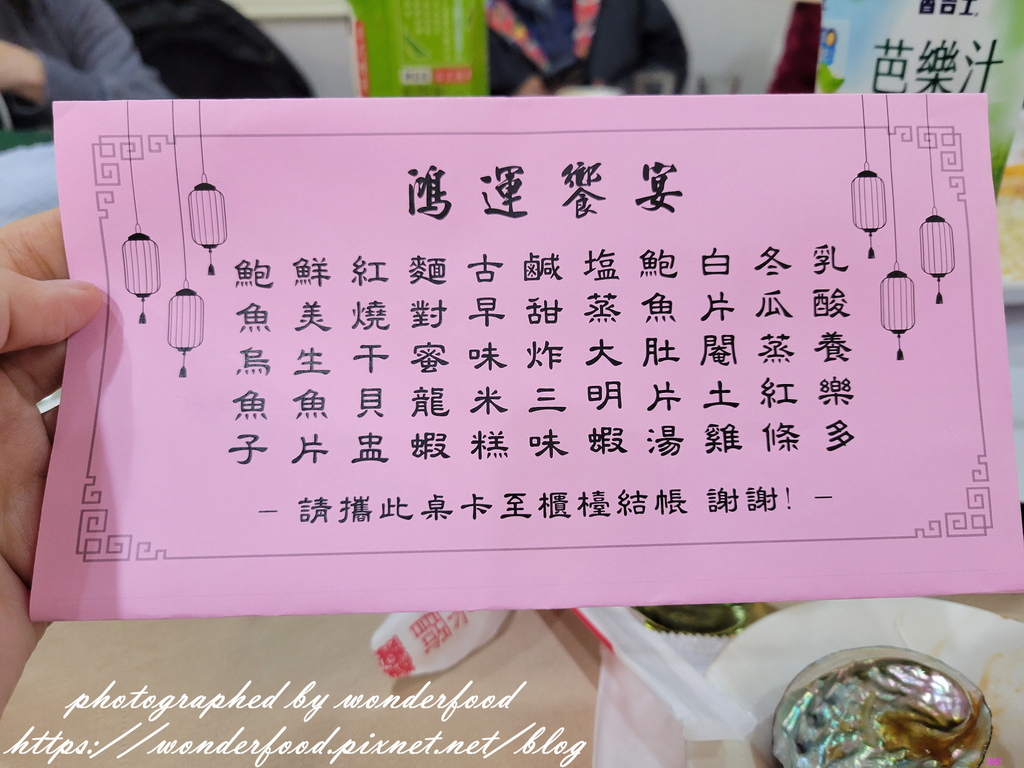 芭樂汁
鴻運饗宴
鮑魚烏魚子
鮮美生魚片
紅燒干貝盅
麵對蜜龍蝦
古早味米糕
鹹甜炸三味
塩蒸大明蝦
鮑魚肚片湯
白片閹土雞
冬瓜蒸紅條
乳酸養樂多
－ 請攜此桌卡至櫃檯結帳 謝謝! －
photographed by wonderfood
https://wonderfood.pixnet.net/blog